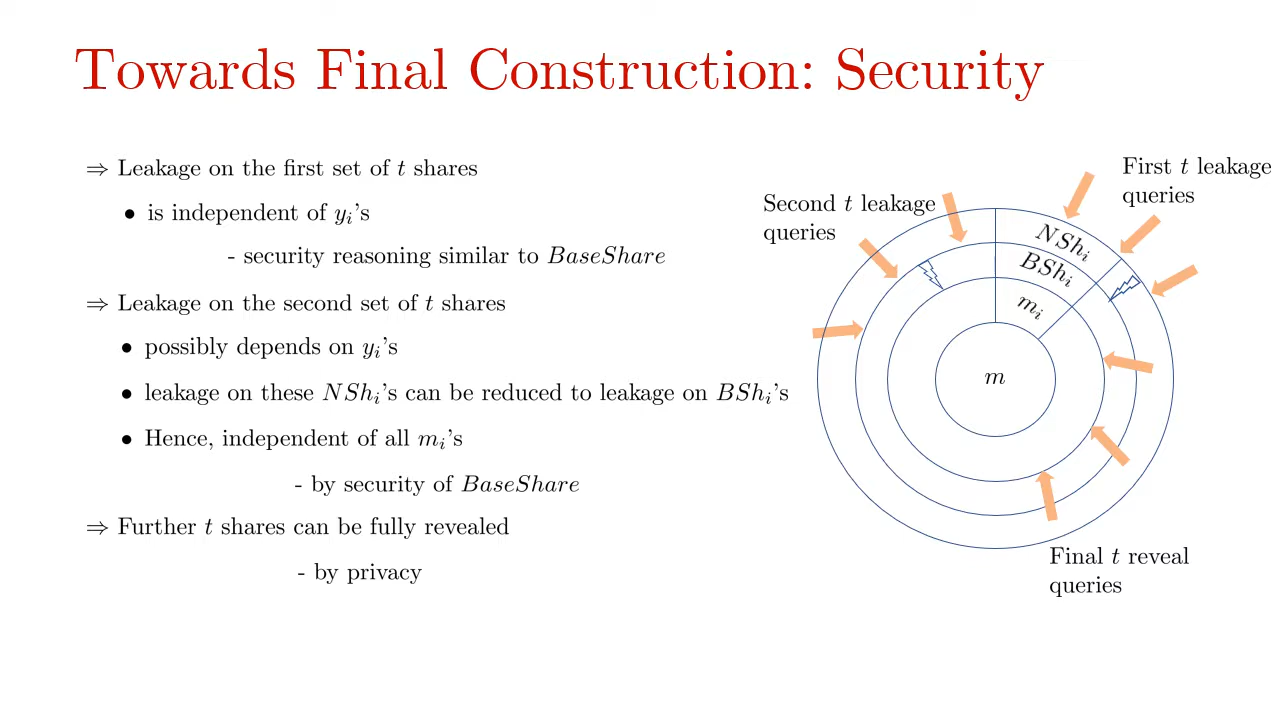 Towards Final Construction: Security
⇒ Leakage on the first set of t shares
• is independent of yᵢ's
- security reasoning similar to BaseShare
⇒ Leakage on the second set of t shares
• possibly depends on yᵢ's
• leakage on these NShᵢ's can be reduced to leakage on BShᵢ's
• Hence, independent of all mᵢ's
- by security of BaseShare
⇒ Further t shares can be fully revealed
- by privacy
First t leakage
queries
Second t leakage
queries
NShᵢ
BShᵢ
mᵢ
m
Final t reveal
queries